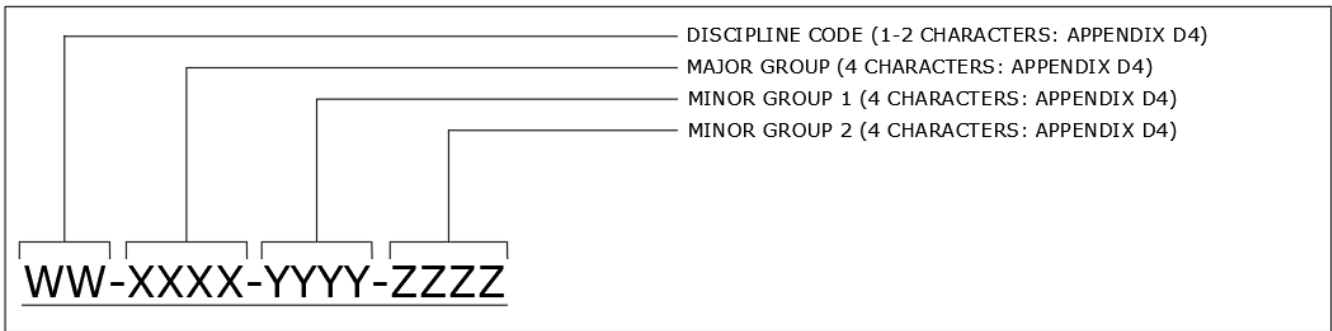 DISCIPLINE CODE (1-2 CHARACTERS: APPENDIX D4)
MAJOR GROUP (4 CHARACTERS: APPENDIX D4)
MINOR GROUP 1 (4 CHARACTERS: APPENDIX D4)
MINOR GROUP 2 (4 CHARACTERS: APPENDIX D4)
WW-XXXX-YYYY-ZZZZ